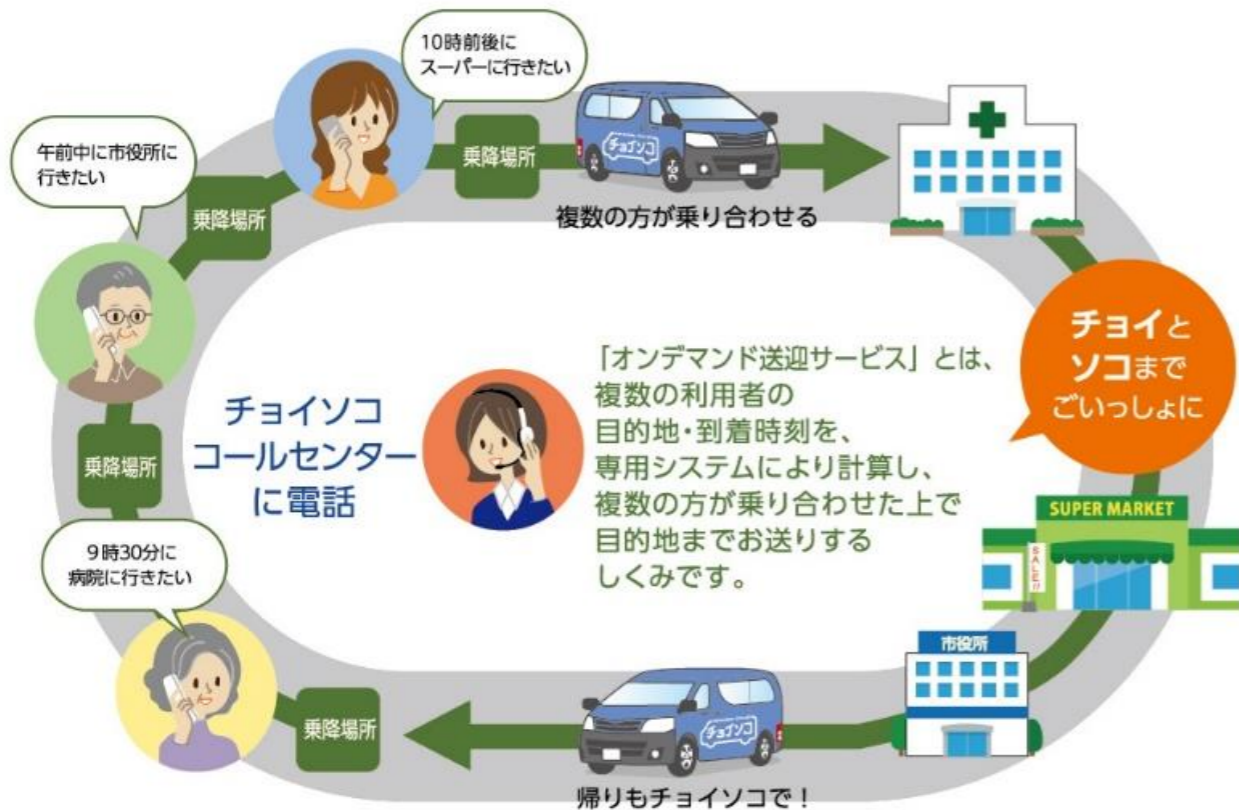 10時前後に
スーパーに行きたい
午前中に市役所に
行きたい
乗降場所
乗降場所
チョイソコ
複数の方が乗り合わせる
チョイと
ソコまで
ごいっしょに
チョイソコ
コールセンター
に電話
「オンデマンド送迎サービス」とは、
複数の利用者の
目的地・到着時刻を、
専用システムにより計算し、
複数の方が乗り合わせた上で
目的地までお送りする
しくみです。
乗降場所
9時30分に
病院に行きたい
SUPER MARKET
SALE!!
市役所
乗降場所
チョイソコ
帰りもチョイソコで!